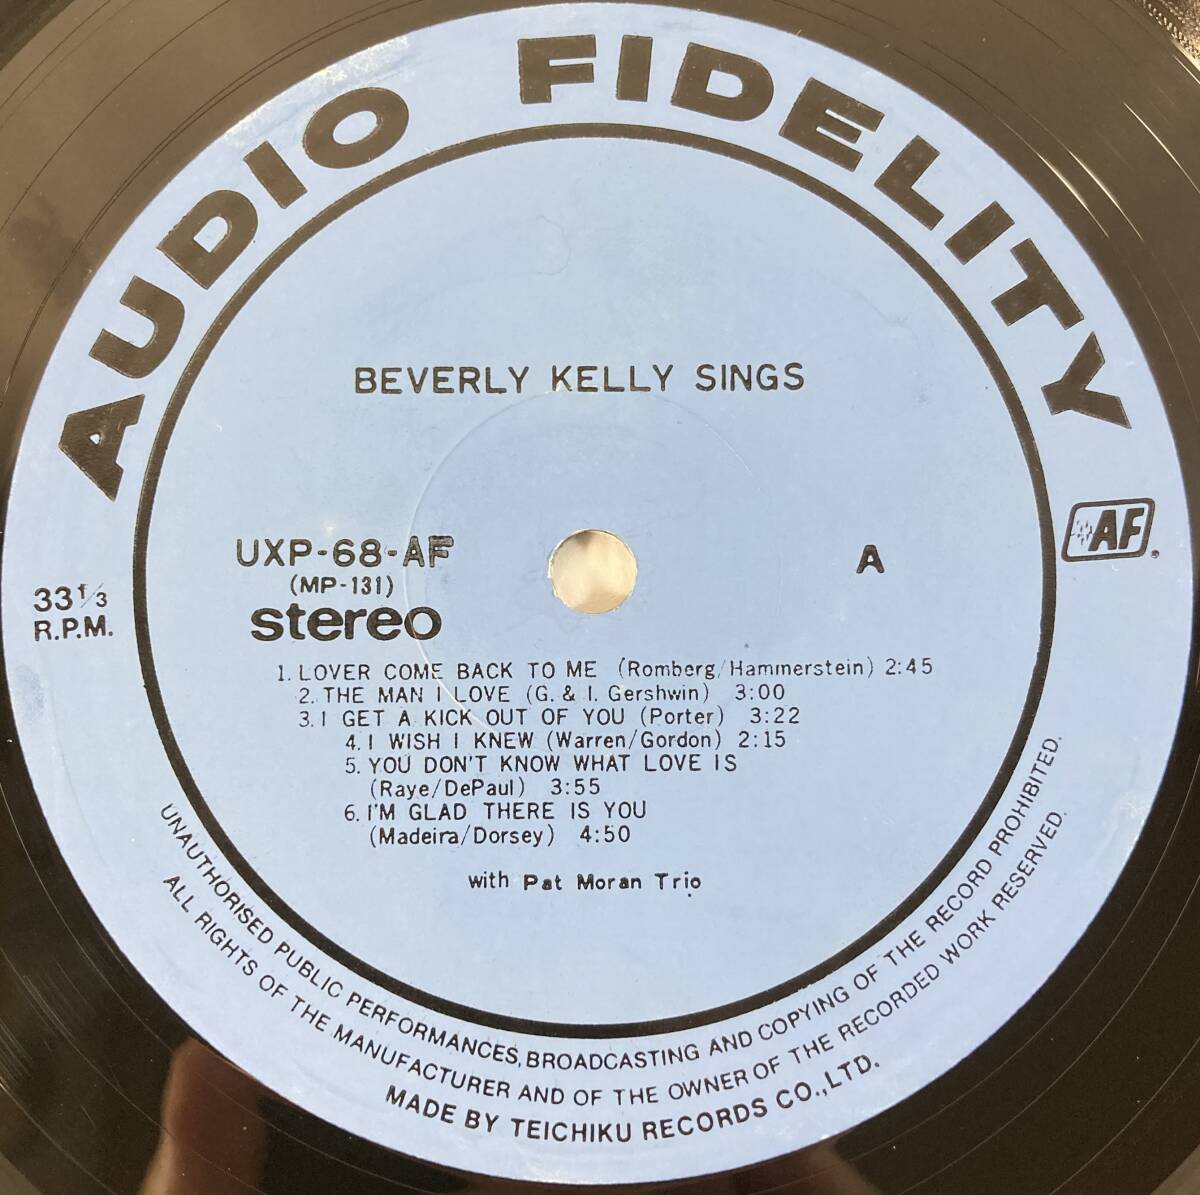 AUDIO FIDELITY
BEVERLY KELLY SINGS
UXP-68-AF
(MP-131)
stereo
A
AF
33 1/3
R.P.M.
1. LOVER COME BACK TO ME (Romberg/Hammerstein) 2:45
2. THE MAN I LOVE (G. & I. Gershwin) 3:00
3. I GET A KICK OUT OF YOU (Porter) 3:22
4. I WISH I KNEW (Warren/Gordon) 2:15
5. YOU DON'T KNOW WHAT LOVE IS
(Raye/DePaul) 3:55
6. I'M GLAD THERE IS YOU
(Madeira/Dorsey) 4:50
with Pat Moran Trio
UNAUTHORISED PUBLIC PERFORMANCES, BROADCASTING AND COPYING OF THE RECORD PROHIBITED.
ALL RIGHTS OF THE MANUFACTURER AND OF THE OWNER OF THE RECORDED WORK RESERVED.
MADE BY TEICHIKU RECORDS CO., LTD.